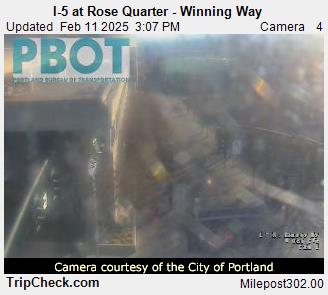 I-5 at Rose Quarter - Winning Way
Updated Feb 11 2025 3:07 PM Camera 4
PBOT
PORTLAND BUREAU OF TRANSPORTATION
Camera courtesy of the City of Portland
TripCheck.com Milepost302.00